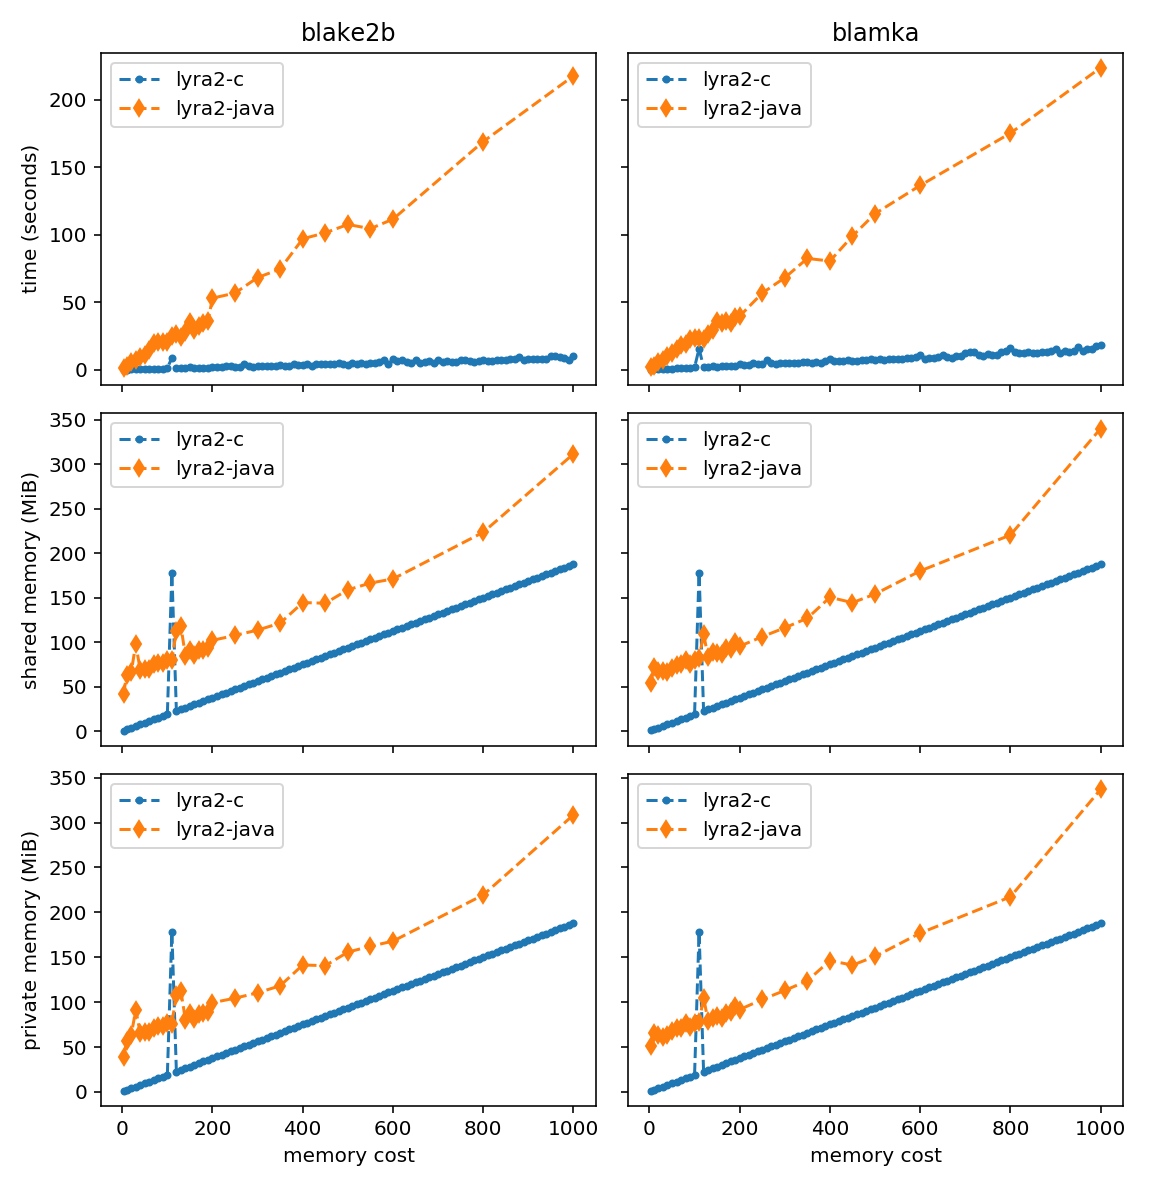 blake2b
blamka
time (seconds)
200
150
100
50
0
lyra2-c
lyra2-java
lyra2-c
lyra2-java
shared memory (MiB)
350
300
250
200
150
100
50
0
lyra2-c
lyra2-java
lyra2-c
lyra2-java
private memory (MiB)
350
300
250
200
150
100
50
0
lyra2-c
lyra2-java
lyra2-c
lyra2-java
0 200 400 600 800 1000
0 200 400 600 800 1000
memory cost
memory cost